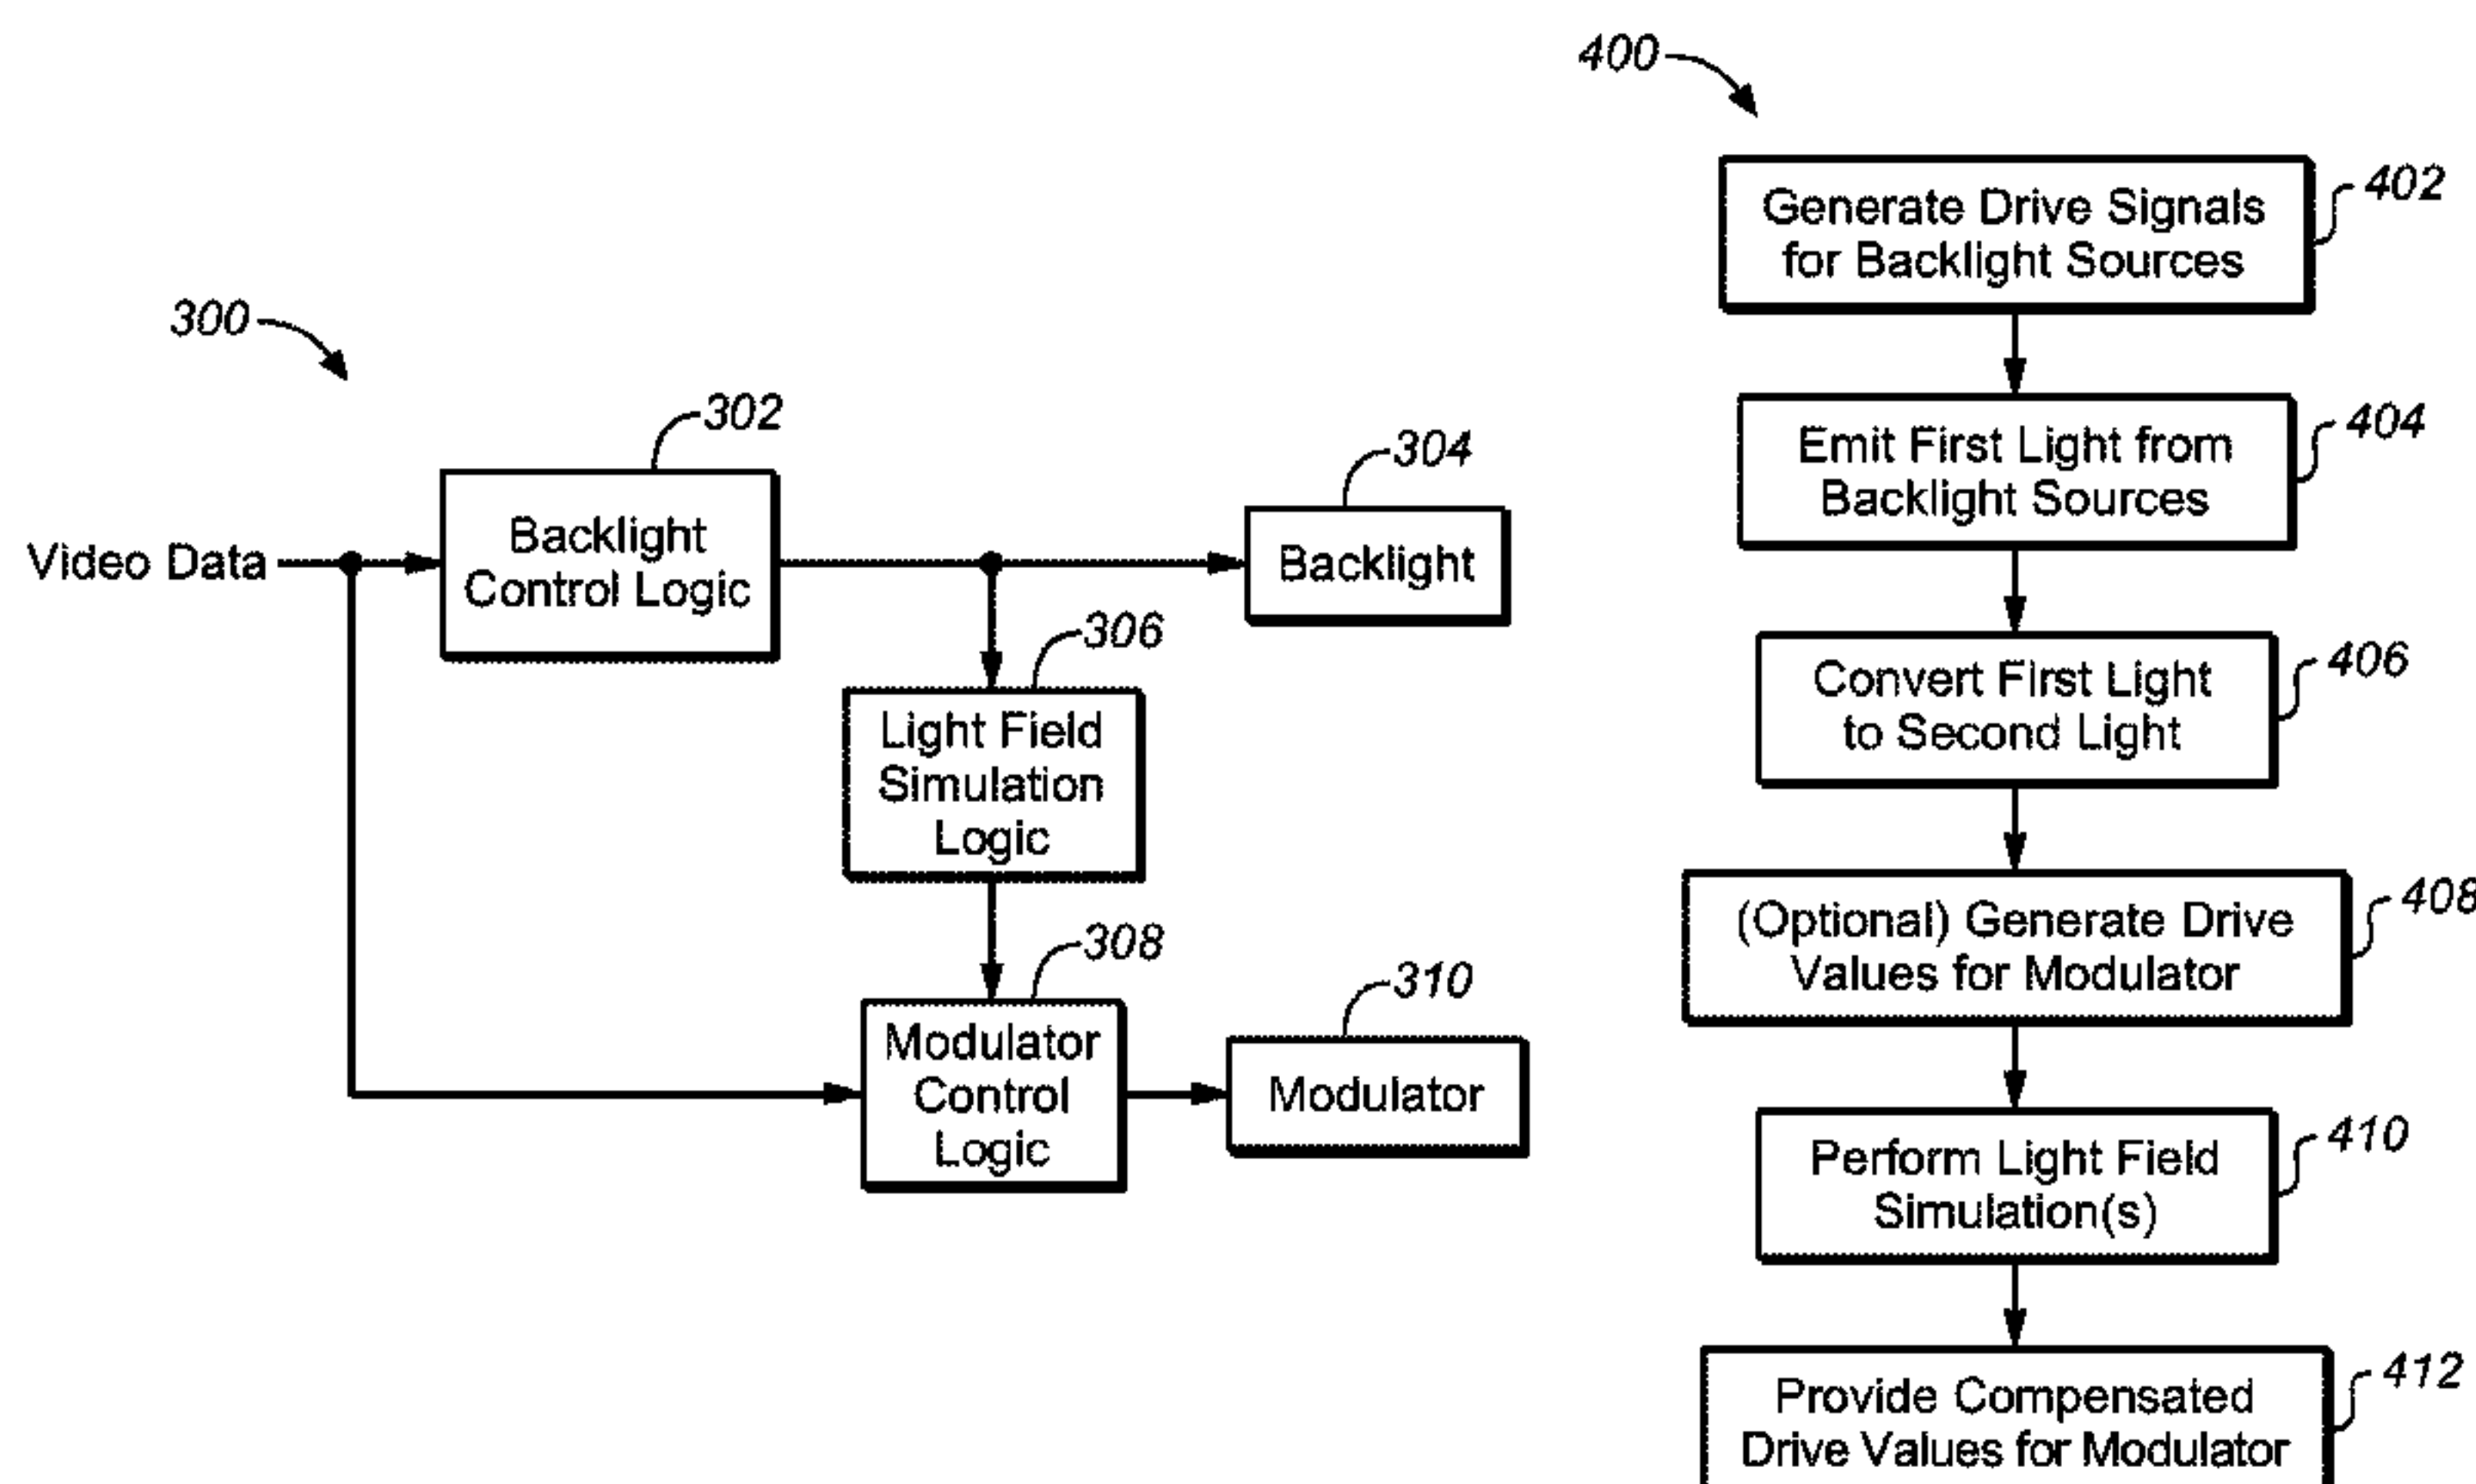 300
302
Video Data
Backlight
Control Logic
304
Backlight
306
Light Field
Simulation
Logic
308
Modulator
Control
Logic
310
Modulator
400
402
Generate Drive Signals
for Backlight Sources
404
Emit First Light from
Backlight Sources
406
Convert First Light
to Second Light
408
(Optional) Generate Drive
Values for Modulator
410
Perform Light Field
Simulation(s)
412
Provide Compensated
Drive Values for Modulator